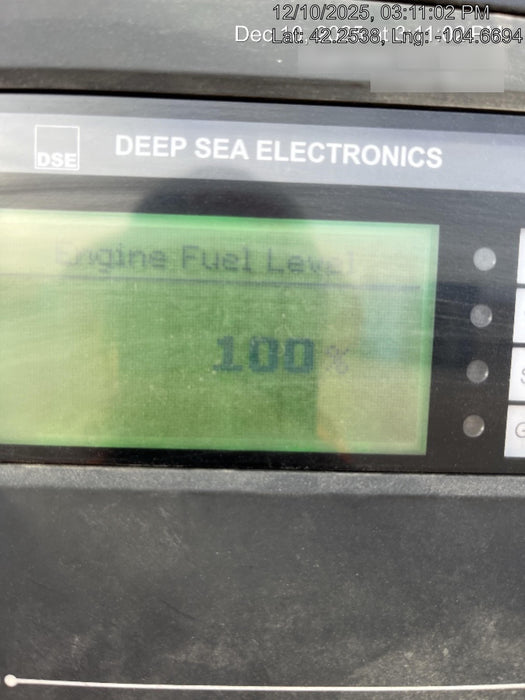 12/10/2025, 03:11:02 PM
Lat: 42.2538, Lng: -104.6694
DSE
DEEP SEA ELECTRONICS
Engine Fuel Level
100 %